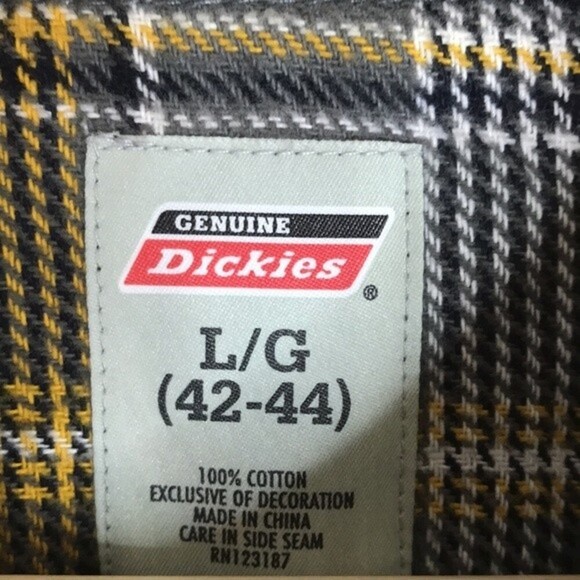 GENUINE
Dickies
®
L/G
(42-44)
100% COTTON
EXCLUSIVE OF DECORATION
MADE IN CHINA
CARE IN SIDE SEAM
RN123187